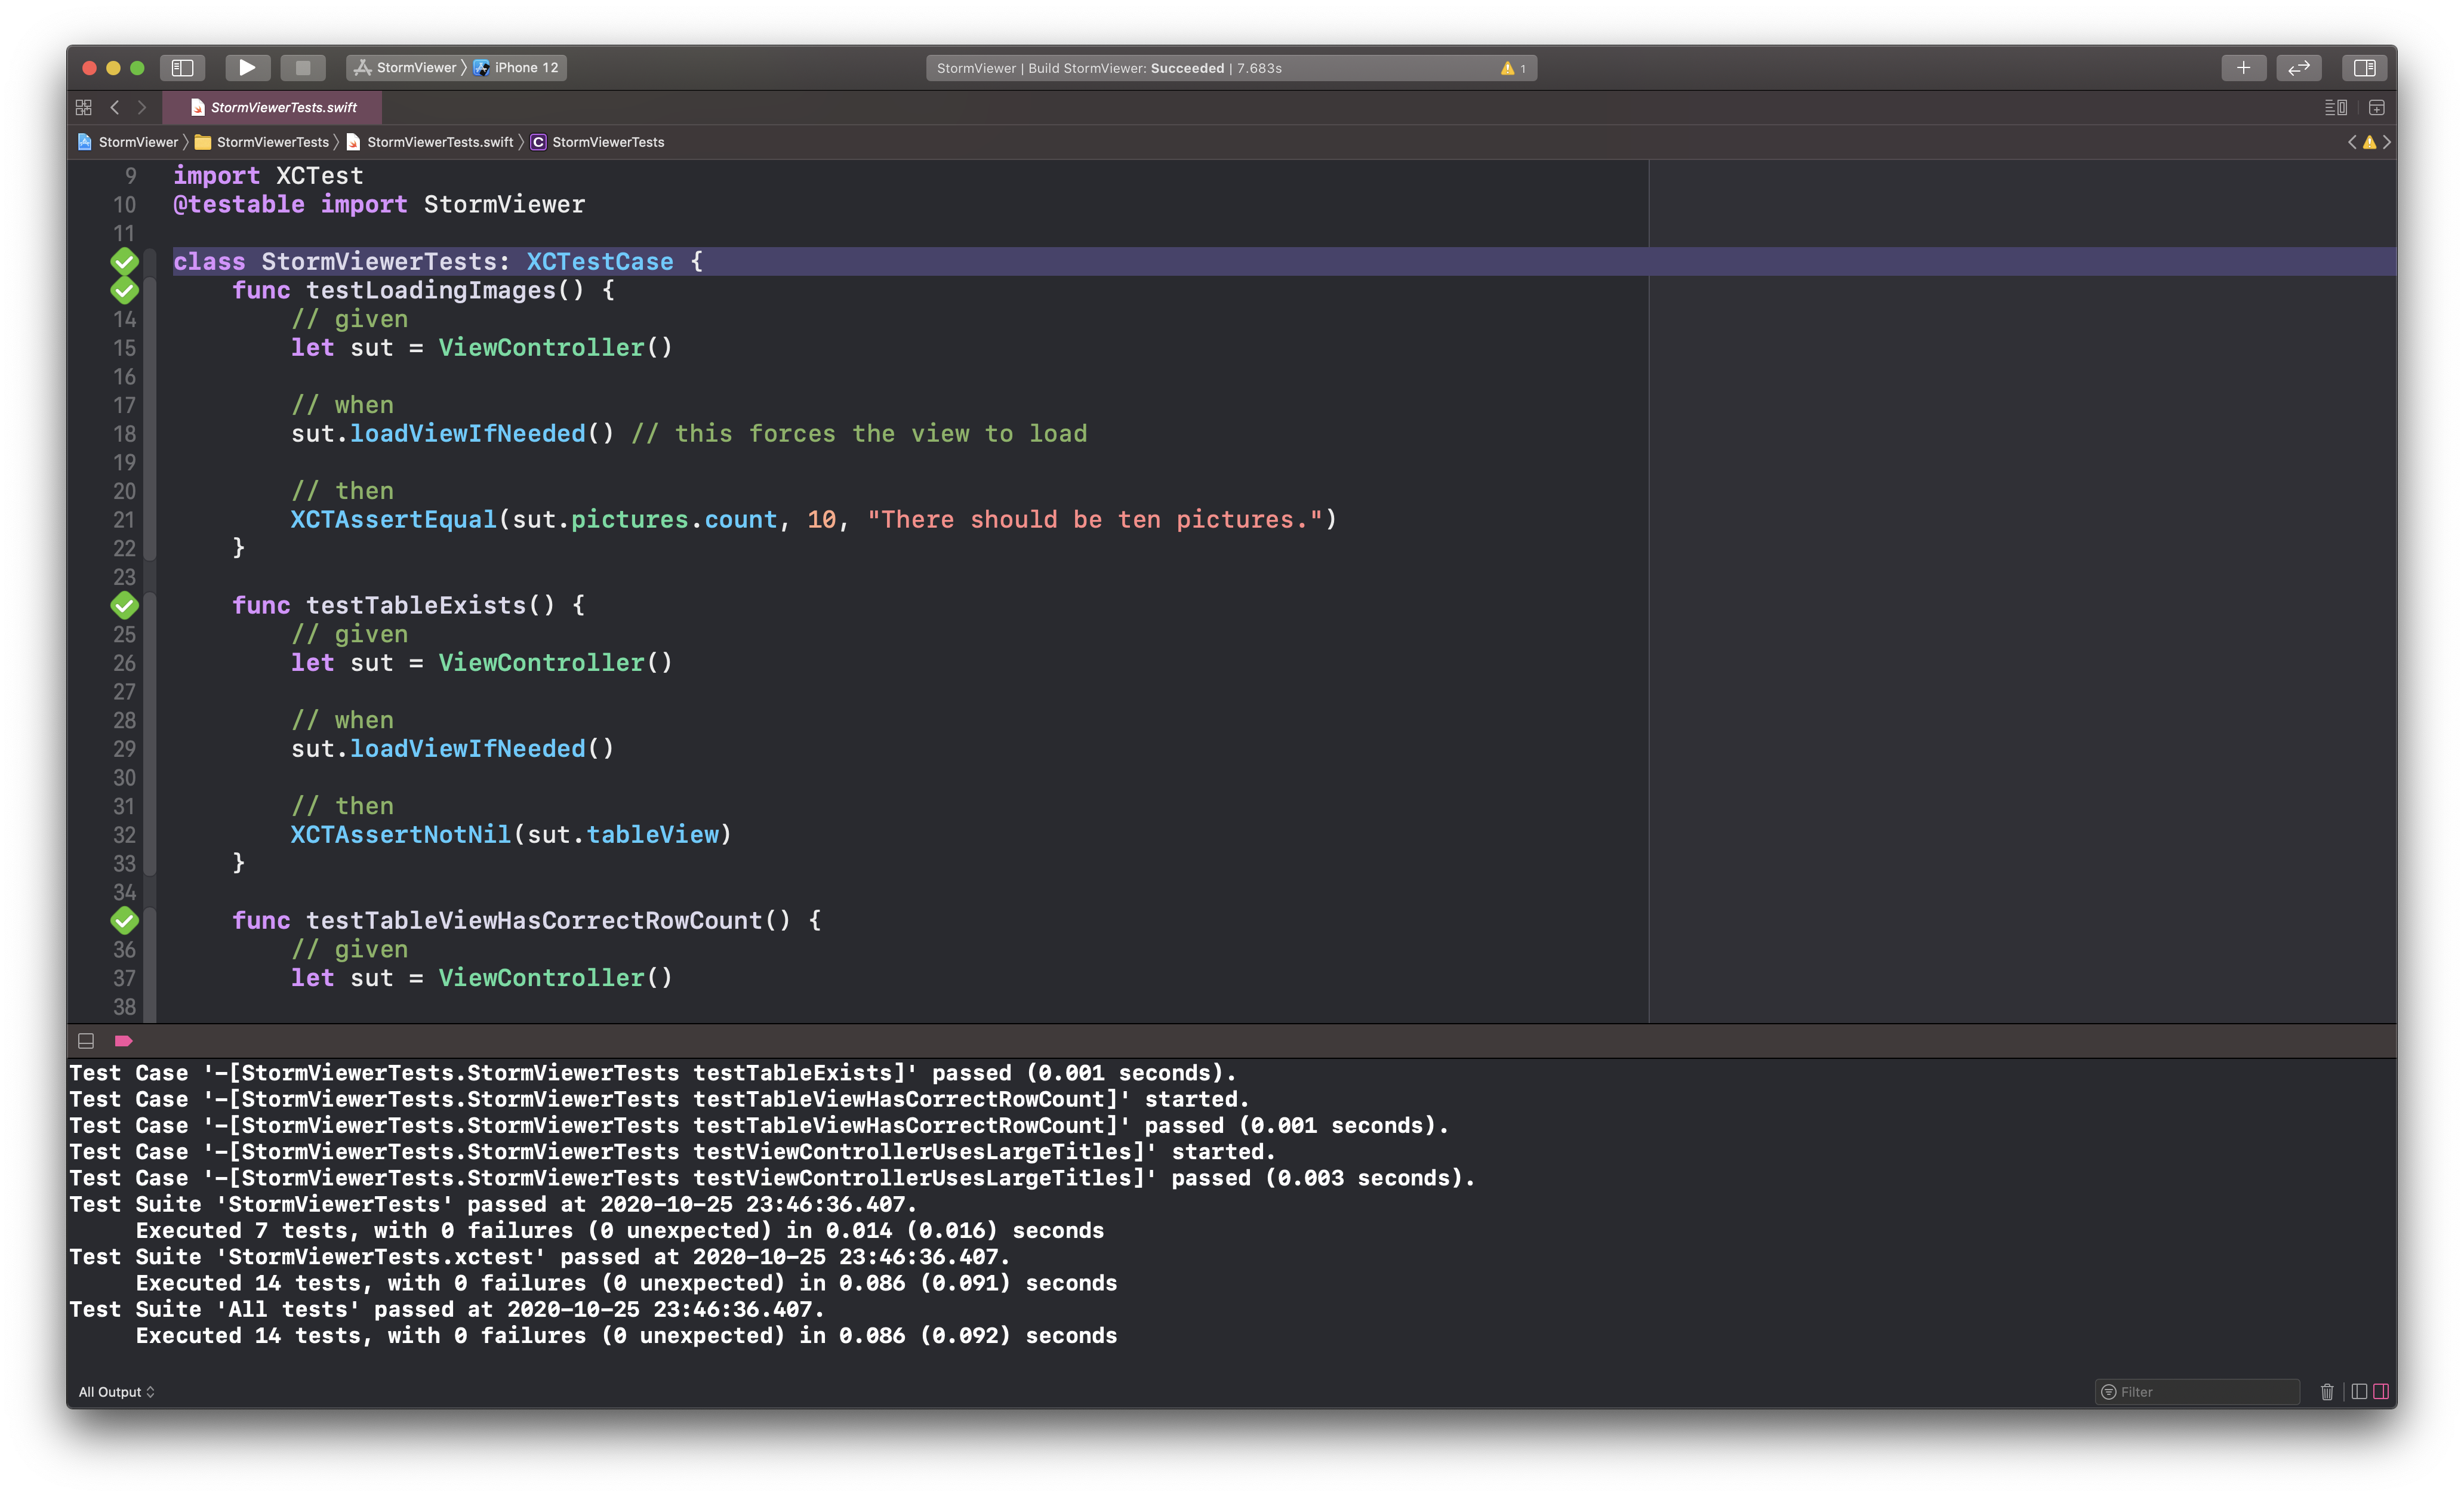 StormViewer 〉 iPhone 12
StormViewer | Build StormViewer: Succeeded | 7.683s
1
StormViewerTests.swift
StormViewer 〉 StormViewerTests 〉 StormViewerTests.swift 〉 C StormViewerTests
9 import XCTest
10 @testable import StormViewer
11
class StormViewerTests: XCTestCase {
func testLoadingImages() {
14 // given
15 let sut = ViewController()
16
17 // when
18 sut.loadViewIfNeeded() // this forces the view to load
19
20 // then
21 XCTAssertEqual(sut.pictures.count, 10, "There should be ten pictures.")
22 }
23
func testTableExists() {
25 // given
26 let sut = ViewController()
27
28 // when
29 sut.loadViewIfNeeded()
30
31 // then
32 XCTAssertNotNil(sut.tableView)
33 }
34
func testTableViewHasCorrectRowCount() {
36 // given
37 let sut = ViewController()
38
Test Case '-[StormViewerTests.StormViewerTests testTableExists]' passed (0.001 seconds).
Test Case '-[StormViewerTests.StormViewerTests testTableViewHasCorrectRowCount]' started.
Test Case '-[StormViewerTests.StormViewerTests testTableViewHasCorrectRowCount]' passed (0.001 seconds).
Test Case '-[StormViewerTests.StormViewerTests testViewControllerUsesLargeTitles]' started.
Test Case '-[StormViewerTests.StormViewerTests testViewControllerUsesLargeTitles]' passed (0.003 seconds).
Test Suite 'StormViewerTests' passed at 2020-10-25 23:46:36.407.
Executed 7 tests, with 0 failures (0 unexpected) in 0.014 (0.016) seconds
Test Suite 'StormViewerTests.xctest' passed at 2020-10-25 23:46:36.407.
Executed 14 tests, with 0 failures (0 unexpected) in 0.086 (0.091) seconds
Test Suite 'All tests' passed at 2020-10-25 23:46:36.407.
Executed 14 tests, with 0 failures (0 unexpected) in 0.086 (0.092) seconds
All Output
Filter